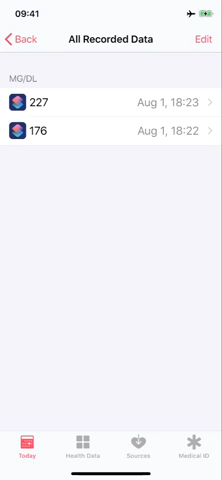 09:41
Back All Recorded Data Edit
MG/DL
227 Aug 1, 18:23
176 Aug 1, 18:22
Today Health Data Sources Medical ID